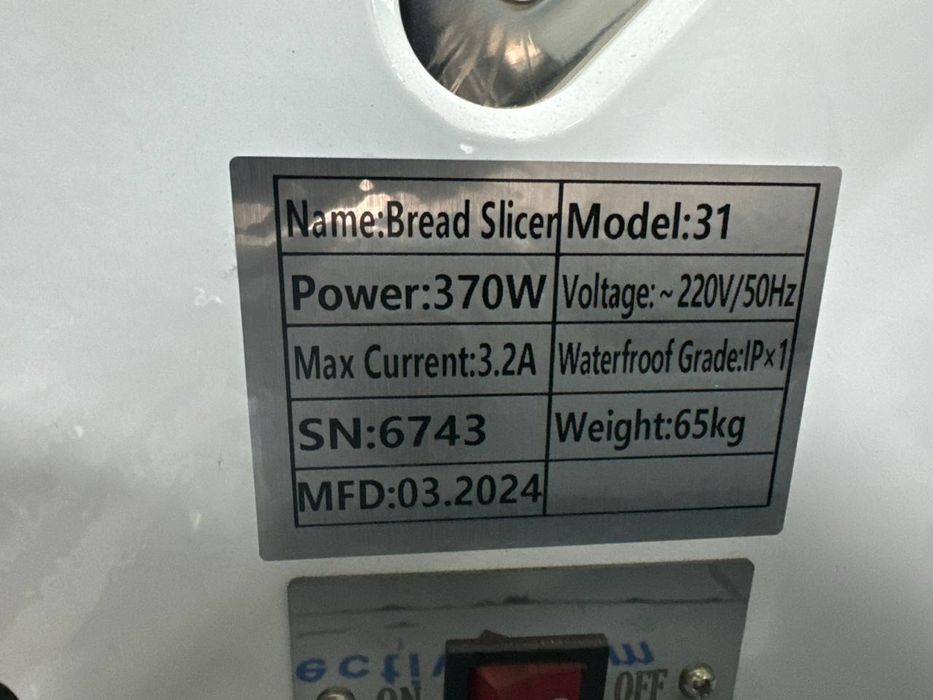 Name:Bread Slicer Model:31
Power:370W Voltage:~220V/50Hz
Max Current:3.2A Waterfroof Grade:IP×1
SN:6743 Weight:65kg
MFD:03.2024
ON OFF